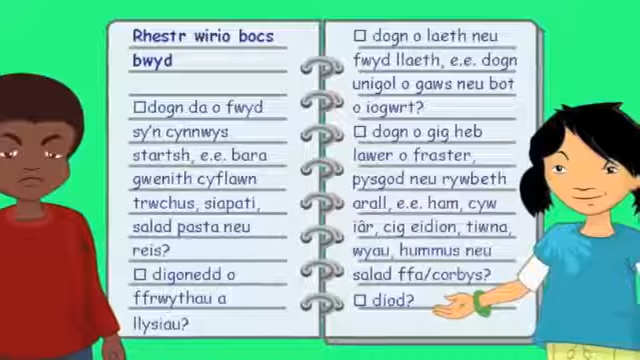 Rhestr wirio bocs
bwyd
☐dogn da o fwyd
sy'n cynnwys
startsh, e.e. bara
gwenith cyflawn
trwchus, siapati,
salad pasta neu
reis?
☐ digonedd o
ffrwythau a
llysiau?
☐ dogn o laeth neu
fwyd llaeth, e.e. dogn
unigol o gaws neu bot
o iogwrt?
☐ dogn o gig heb
lawer o fraster,
pysgod neu rywbeth
arall, e.e. ham, cyw
iâr, cig eidion, tiwna,
wyau, hummus neu
salad ffa/corbys?
☐ diod?